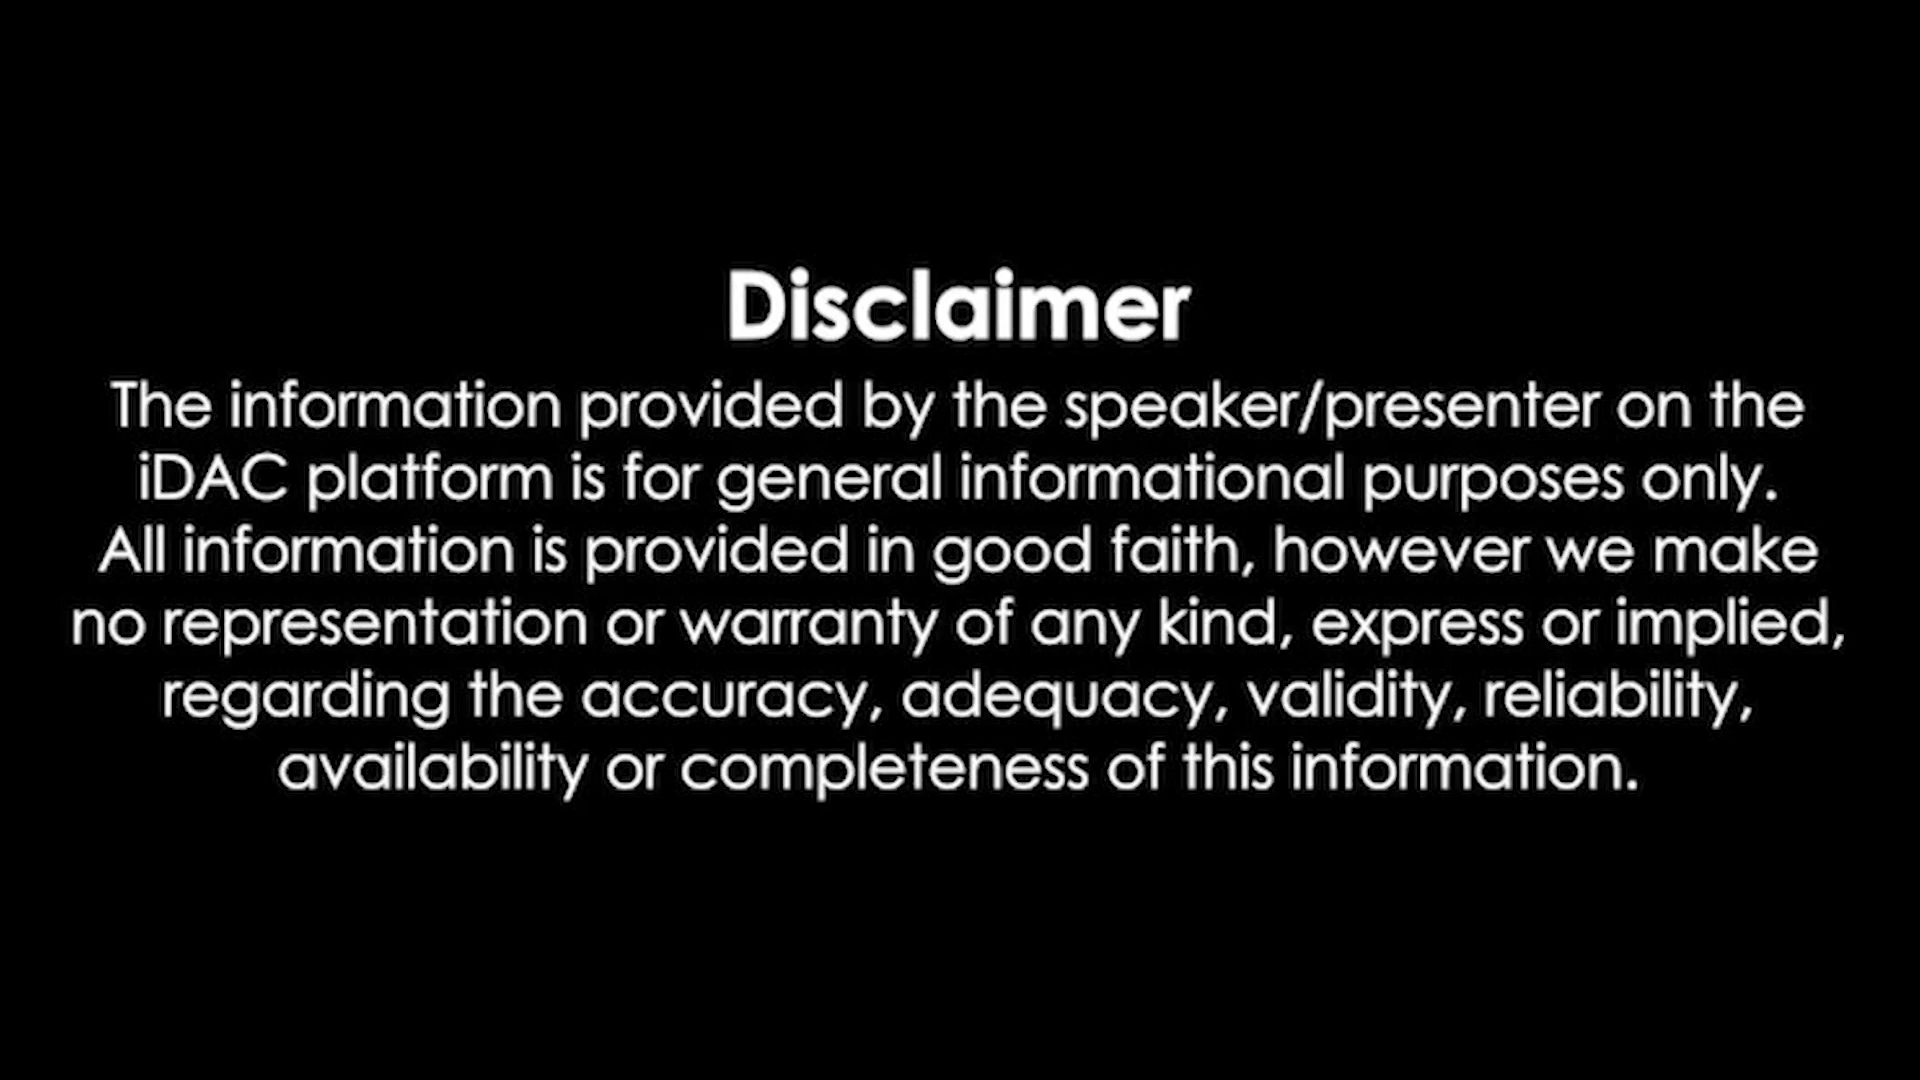 Disclaimer
The information provided by the speaker/presenter on the
iDAC platform is for general informational purposes only.
All information is provided in good faith, however we make
no representation or warranty of any kind, express or implied,
regarding the accuracy, adequacy, validity, reliability,
availability or completeness of this information.